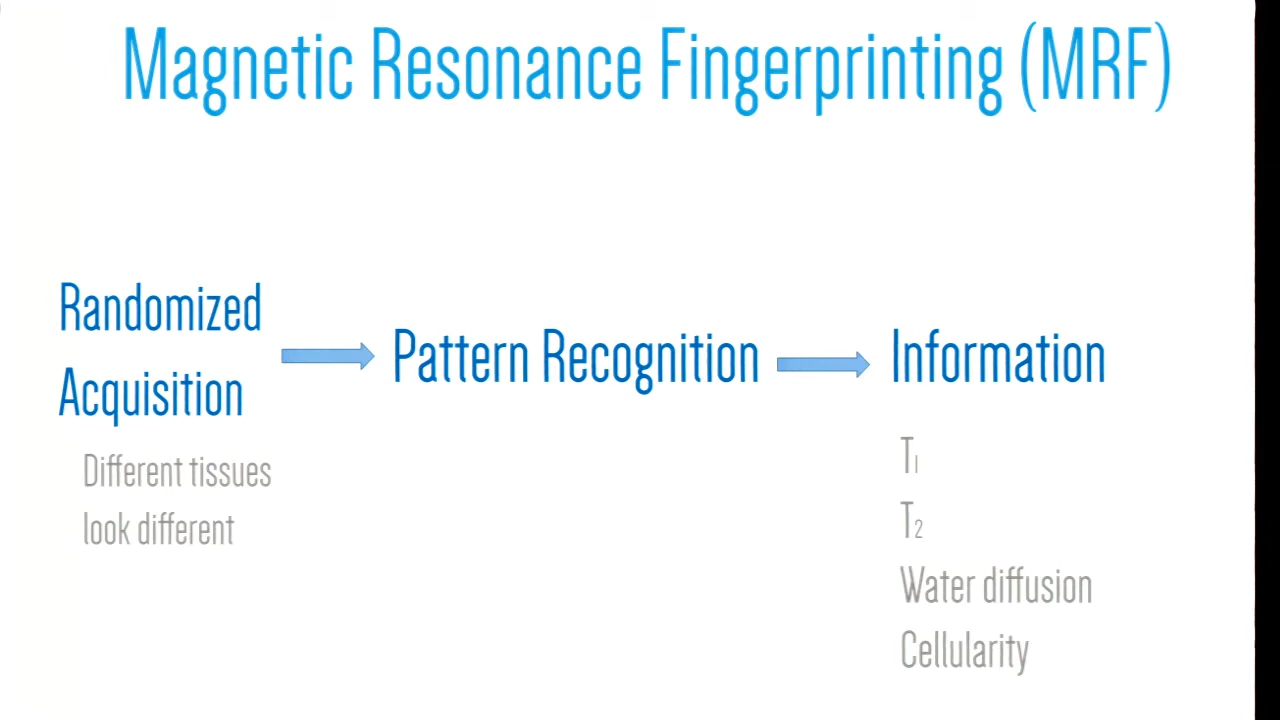 Magnetic Resonance Fingerprinting (MRF)
Randomized
Acquisition
Different tissues
look different
Pattern Recognition
Information
T₁
T₂
Water diffusion
Cellularity